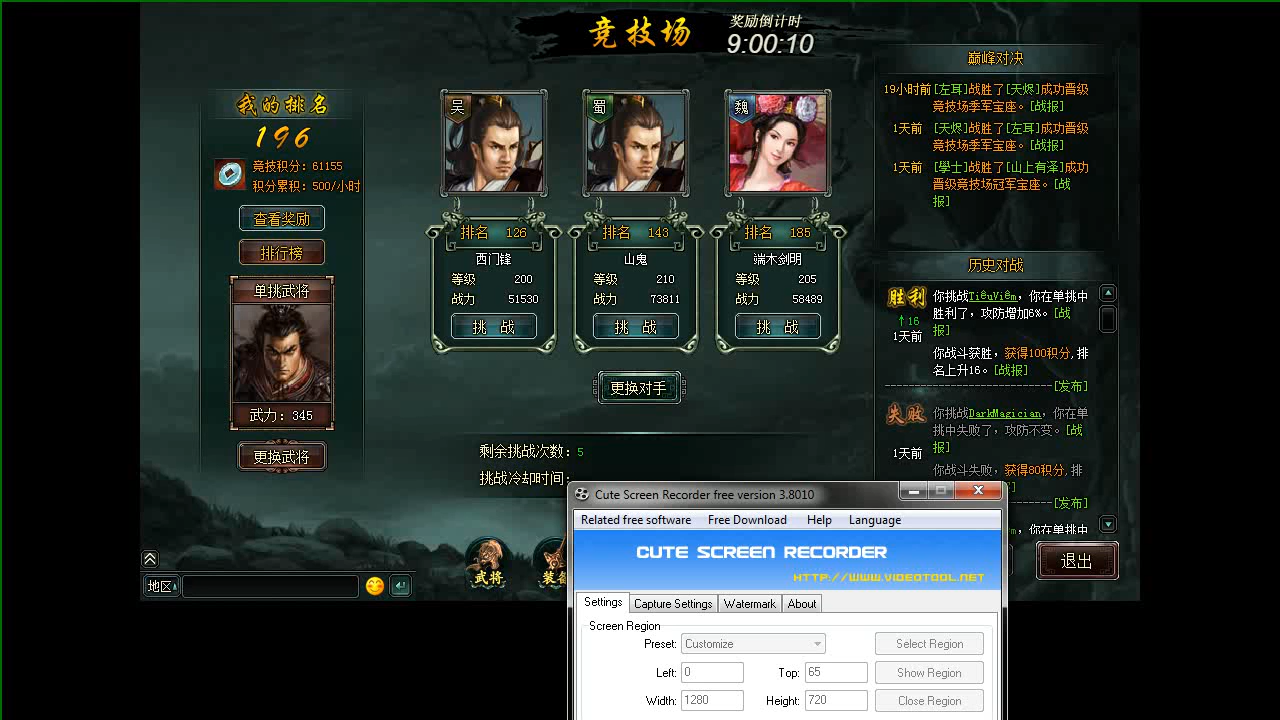 竞技场
奖励倒计时
9:00:10
我的排名
196
竞技积分：61155
积分累积：500/小时
查看奖励
排行榜
单挑武将
武力：345
更换武将
吴
排名 126
西门锋
等级 200
战力 51530
挑 战
蜀
排名 143
山鬼
等级 210
战力 73811
挑 战
魏
排名 185
端木剑明
等级 205
战力 58489
挑 战
更换对手
剩余挑战次数：5
挑战冷却时间：
巅峰对决
19小时前 [左耳]战胜了[天烬]成功晋级
竞技场季军宝座。[战报]
1天前 [天烬]战胜了[左耳]成功晋级
竞技场季军宝座。[战报]
1天前 [學士]战胜了[山上有泽]成功
晋级竞技场冠军宝座。[战
报]
历史对战
胜利
↑16
1天前
你挑战TiêuViêm，你在单挑中
胜利了，攻防增加6%。[战
报]
你战斗获胜，获得100积分,排
名上升16。[战报]
[发布]
失败
1天前
你挑战DarkMagician，你在单
挑中失败了，攻防不变。[战
报]
你战斗失败，获得80积分,排
[发布]
m，你在单挑中
退出
地区
武将
Cute Screen Recorder free version 3.8010
Related free software Free Download Help Language
CUTE SCREEN RECORDER
HTTP://WWW.VIDEOTOOL.NET
Settings Capture Settings Watermark About
Screen Region
Preset: Customize Select Region
Left: 0 Top: 65 Show Region
Width: 1280 Height: 720 Close Region